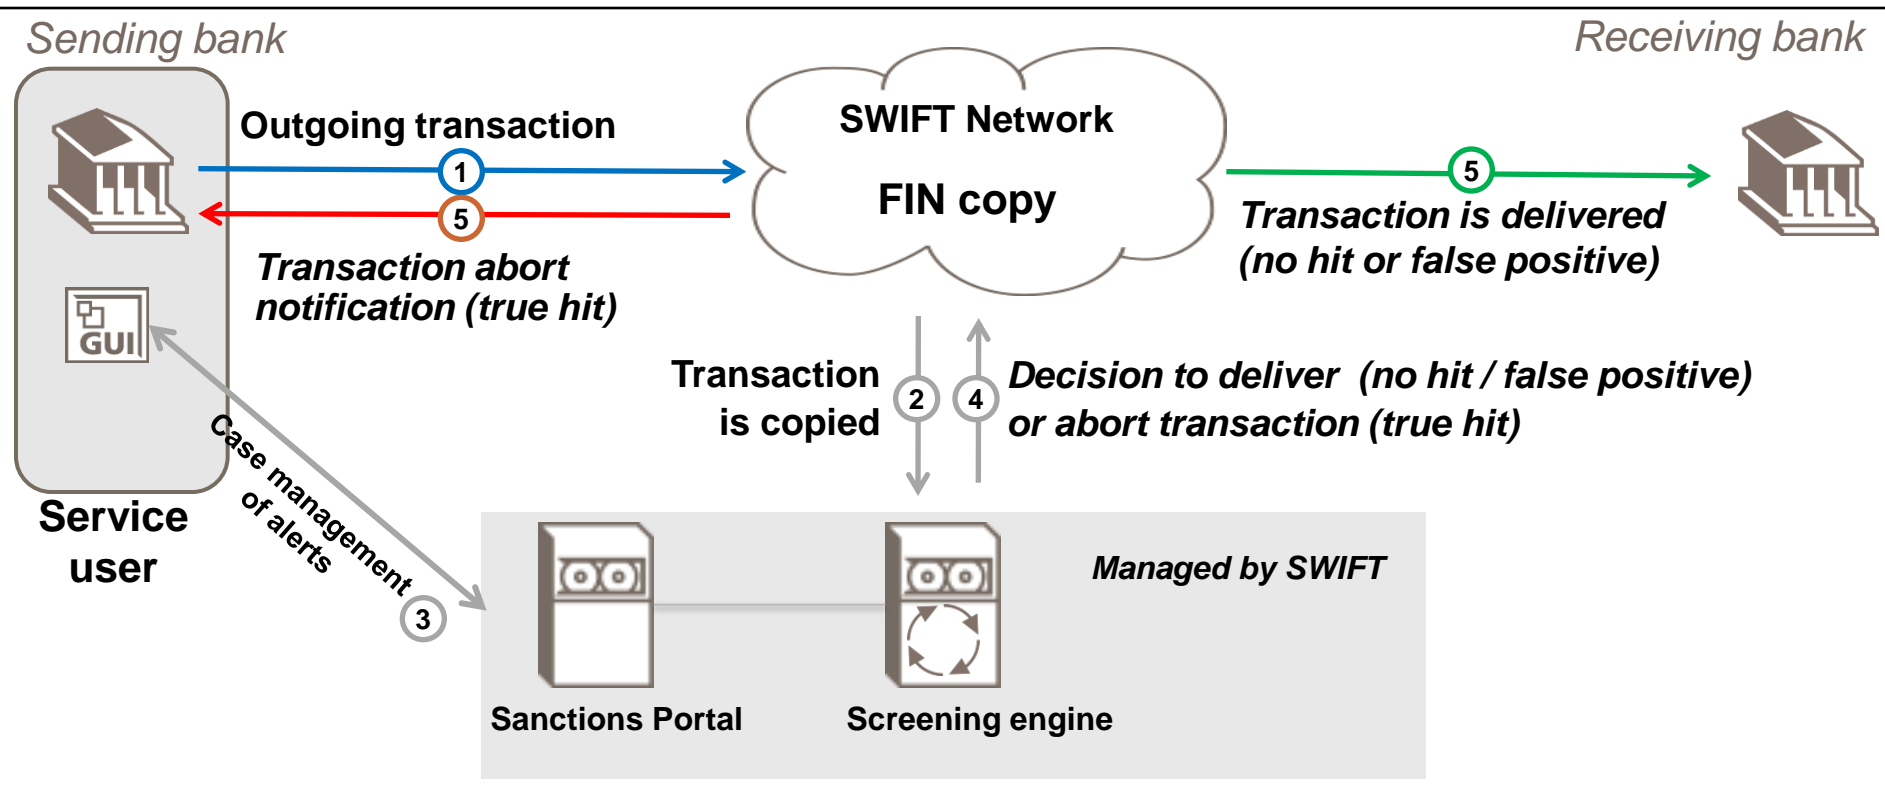 Sending bank
Receiving bank
Outgoing transaction
1
5
Transaction abort
notification (true hit)
SWIFT Network
FIN copy
5
Transaction is delivered
(no hit or false positive)
GUI
Service
user
Case management
of alerts
3
Transaction
is copied
2
4
Decision to deliver  (no hit / false positive)
or abort transaction (true hit)
Managed by SWIFT
Sanctions Portal
Screening engine